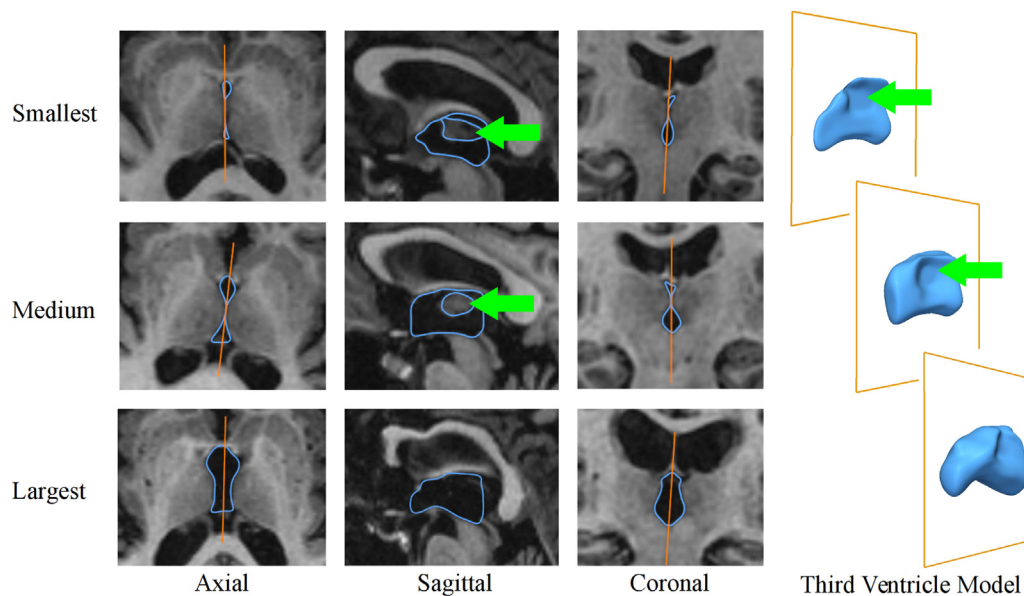 Smallest
Medium
Largest
Axial
Sagittal
Coronal
Third Ventricle Model